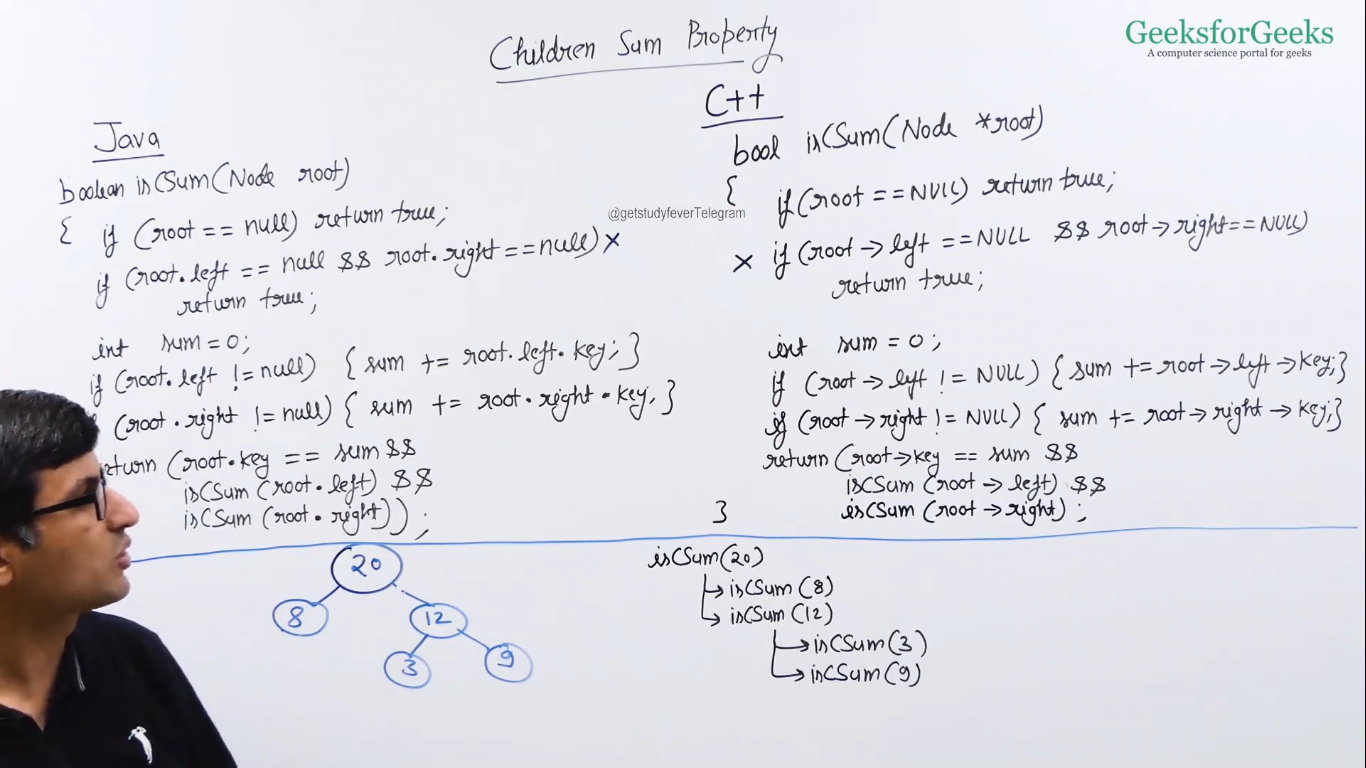 GeeksforGeeks
A computer science portal for geeks
Children Sum Property
Java
boolean isCSum(Node root)
{ if (root == null) return true;
if (root.left == null && root.right == null) ×
return true;
int sum = 0;
if (root.left != null) { sum += root.left.key; }
(root.right != null) { sum += root.right.key; }
return (root.key == sum &&
isCSum (root.left) &&
isCSum (root.right));
C++
bool isCSum(Node *root)
{ if (root == NULL) return true;
@getstudyfeverTelegram
× if (root → left == NULL && root → right == NULL)
return true;
int sum = 0;
if (root → left != NULL) { sum += root → left → key; }
if (root → right != NULL) { sum += root → right → key; }
return (root → key == sum &&
isCSum (root → left) &&
isCSum (root → right);
3
20
8
12
3
9
isCSum(20)
↳ isCSum (8)
↳ isCSum (12)
↳ isCSum (3)
↳ isCSum (9)